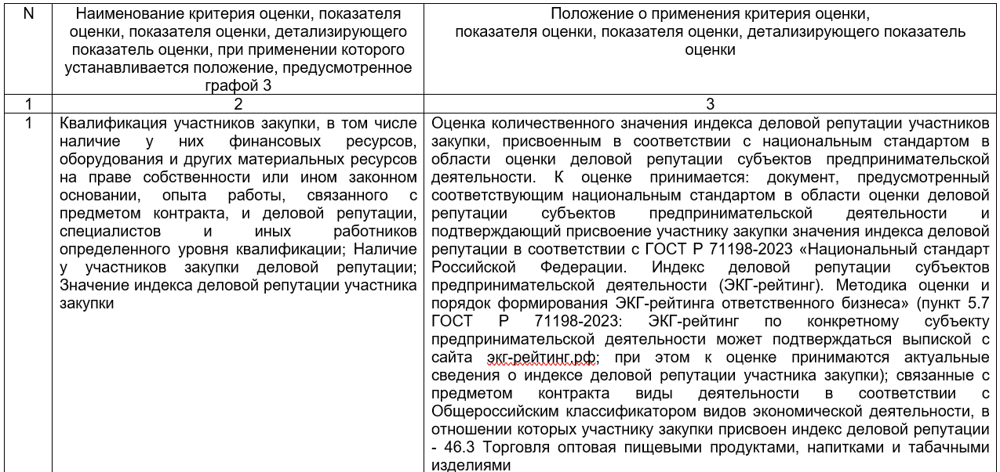 N
Наименование критерия оценки, показателя
оценки, показателя оценки, детализирующего
показатель оценки, при применении которого
устанавливается положение, предусмотренное
графой 3
Положение о применения критерия оценки,
показателя оценки, показателя оценки, детализирующего показатель
оценки
1
2
3
1
Квалификация участников закупки, в том числе
наличие у них финансовых ресурсов,
оборудования и других материальных ресурсов
на праве собственности или ином законном
основании, опыта работы, связанного с
предметом контракта, и деловой репутации,
специалистов и иных работников
определенного уровня квалификации; Наличие
у участников закупки деловой репутации;
Значение индекса деловой репутации участника
закупки
Оценка количественного значения индекса деловой репутации участников
закупки, присвоенным в соответствии с национальным стандартом в
области оценки деловой репутации субъектов предпринимательской
деятельности. К оценке принимается: документ, предусмотренный
соответствующим национальным стандартом в области оценки деловой
репутации субъектов предпринимательской деятельности и
подтверждающий присвоение участнику закупки значения индекса деловой
репутации в соответствии с ГОСТ Р 71198-2023 «Национальный стандарт
Российской Федерации. Индекс деловой репутации субъектов
предпринимательской деятельности (ЭКГ-рейтинг). Методика оценки и
порядок формирования ЭКГ-рейтинга ответственного бизнеса» (пункт 5.7
ГОСТ Р 71198-2023: ЭКГ-рейтинг по конкретному субъекту
предпринимательской деятельности может подтверждаться выпиской с
сайта экг-рейтинг.рф; при этом к оценке принимаются актуальные
сведения о индексе деловой репутации участника закупки); связанные с
предметом контракта виды деятельности в соответствии с
Общероссийским классификатором видов экономической деятельности, в
отношении которых участнику закупки присвоен индекс деловой репутации
- 46.3 Торговля оптовая пищевыми продуктами, напитками и табачными
изделиями